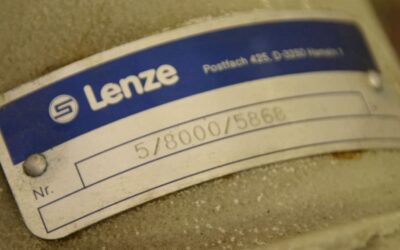 Lenze Postfach 425, D-3250 Hameln 1
5/8000/5868
Nr.